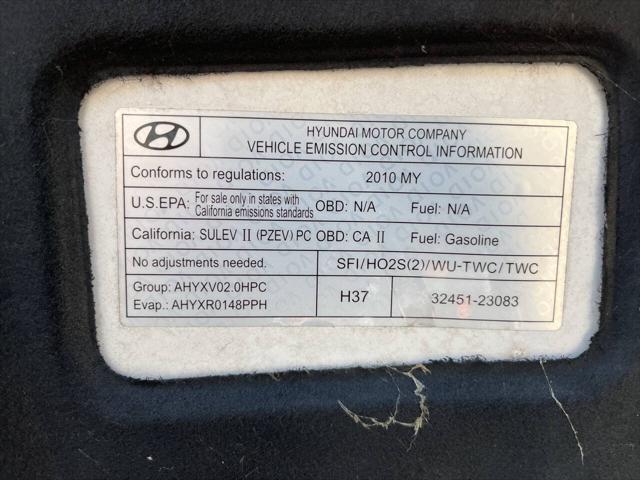 HYUNDAI MOTOR COMPANY
VEHICLE EMISSION CONTROL INFORMATION
Conforms to regulations: 2010 MY
U.S.EPA: For sale only in states with California emissions standards OBD: N/A Fuel: N/A
California: SULEV II (PZEV) PC OBD: CA II Fuel: Gasoline
No adjustments needed. SFI/HO2S(2)/WU-TWC/TWC
Group: AHYXV02.0HPC
Evap.: AHYXR0148PPH
H37 32451-23083